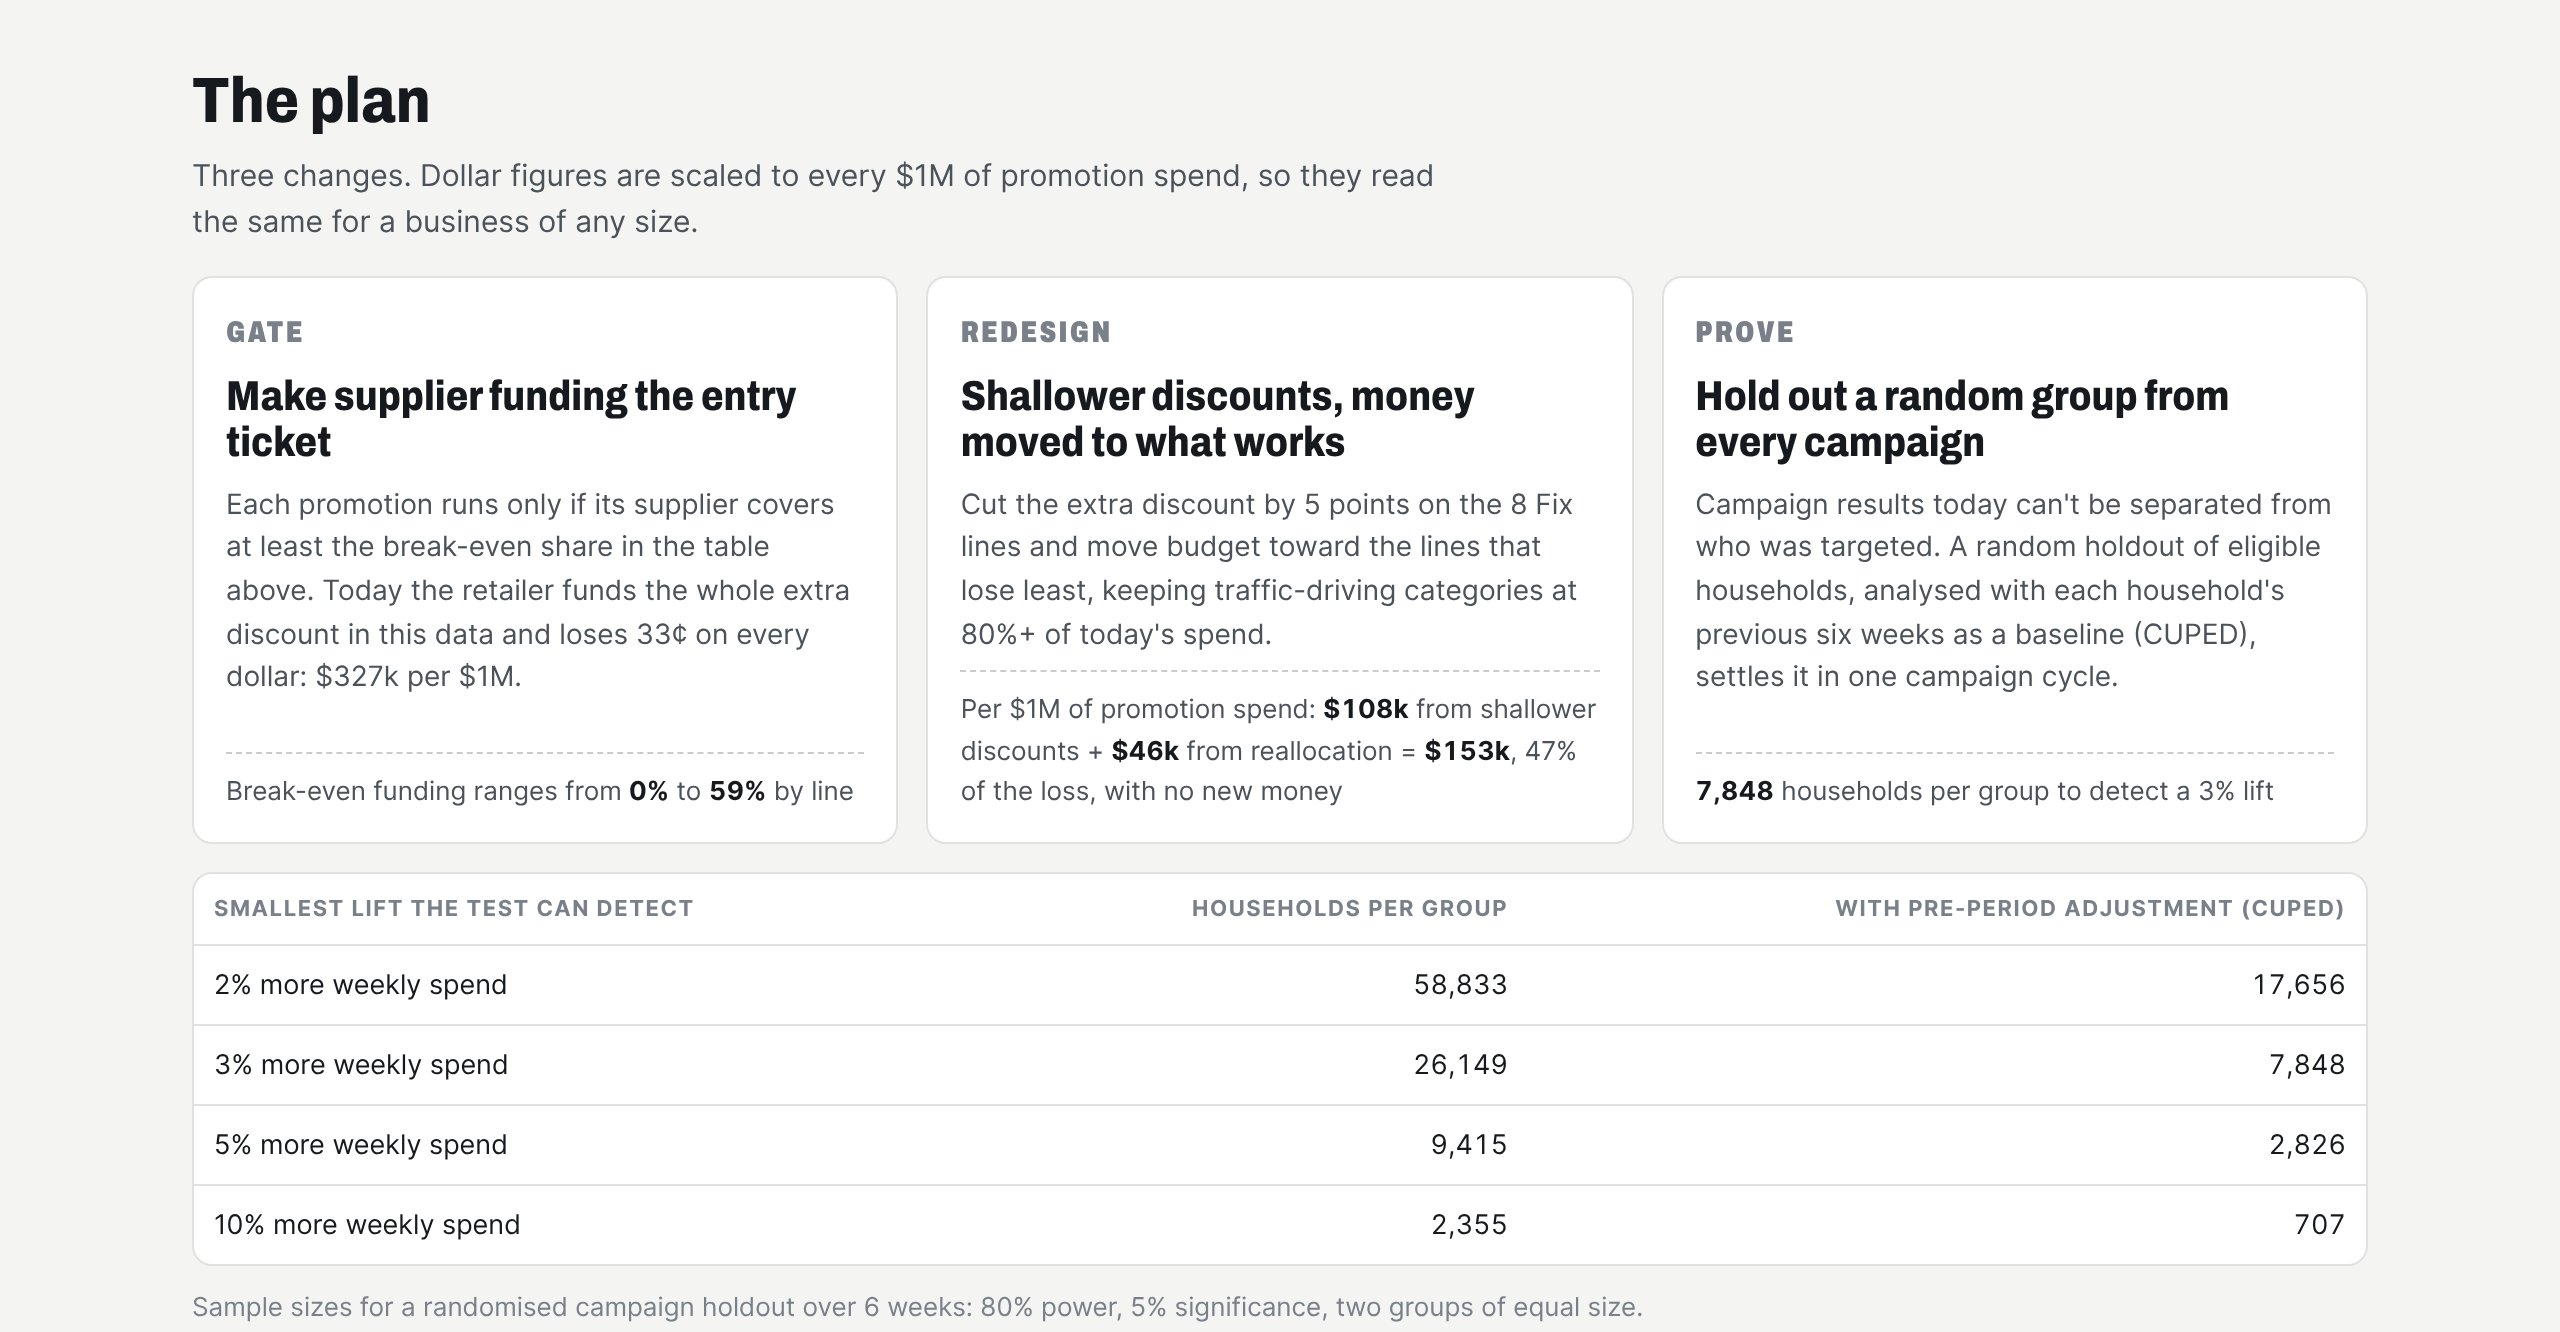 The plan
Three changes. Dollar figures are scaled to every $1M of promotion spend, so they read
the same for a business of any size.
GATE
Make supplier funding the entry
ticket
Each promotion runs only if its supplier covers
at least the break-even share in the table
above. Today the retailer funds the whole extra
discount in this data and loses 33¢ on every
dollar: $327k per $1M.
Break-even funding ranges from 0% to 59% by line
REDESIGN
Shallower discounts, money
moved to what works
Cut the extra discount by 5 points on the 8 Fix
lines and move budget toward the lines that
lose least, keeping traffic-driving categories at
80%+ of today's spend.
Per $1M of promotion spend: $108k from shallower
discounts + $46k from reallocation = $153k, 47%
of the loss, with no new money
PROVE
Hold out a random group from
every campaign
Campaign results today can't be separated from
who was targeted. A random holdout of eligible
households, analysed with each household's
previous six weeks as a baseline (CUPED),
settles it in one campaign cycle.
7,848 households per group to detect a 3% lift
SMALLEST LIFT THE TEST CAN DETECT HOUSEHOLDS PER GROUP WITH PRE-PERIOD ADJUSTMENT (CUPED)
2% more weekly spend 58,833 17,656
3% more weekly spend 26,149 7,848
5% more weekly spend 9,415 2,826
10% more weekly spend 2,355 707
Sample sizes for a randomised campaign holdout over 6 weeks: 80% power, 5% significance, two groups of equal size.